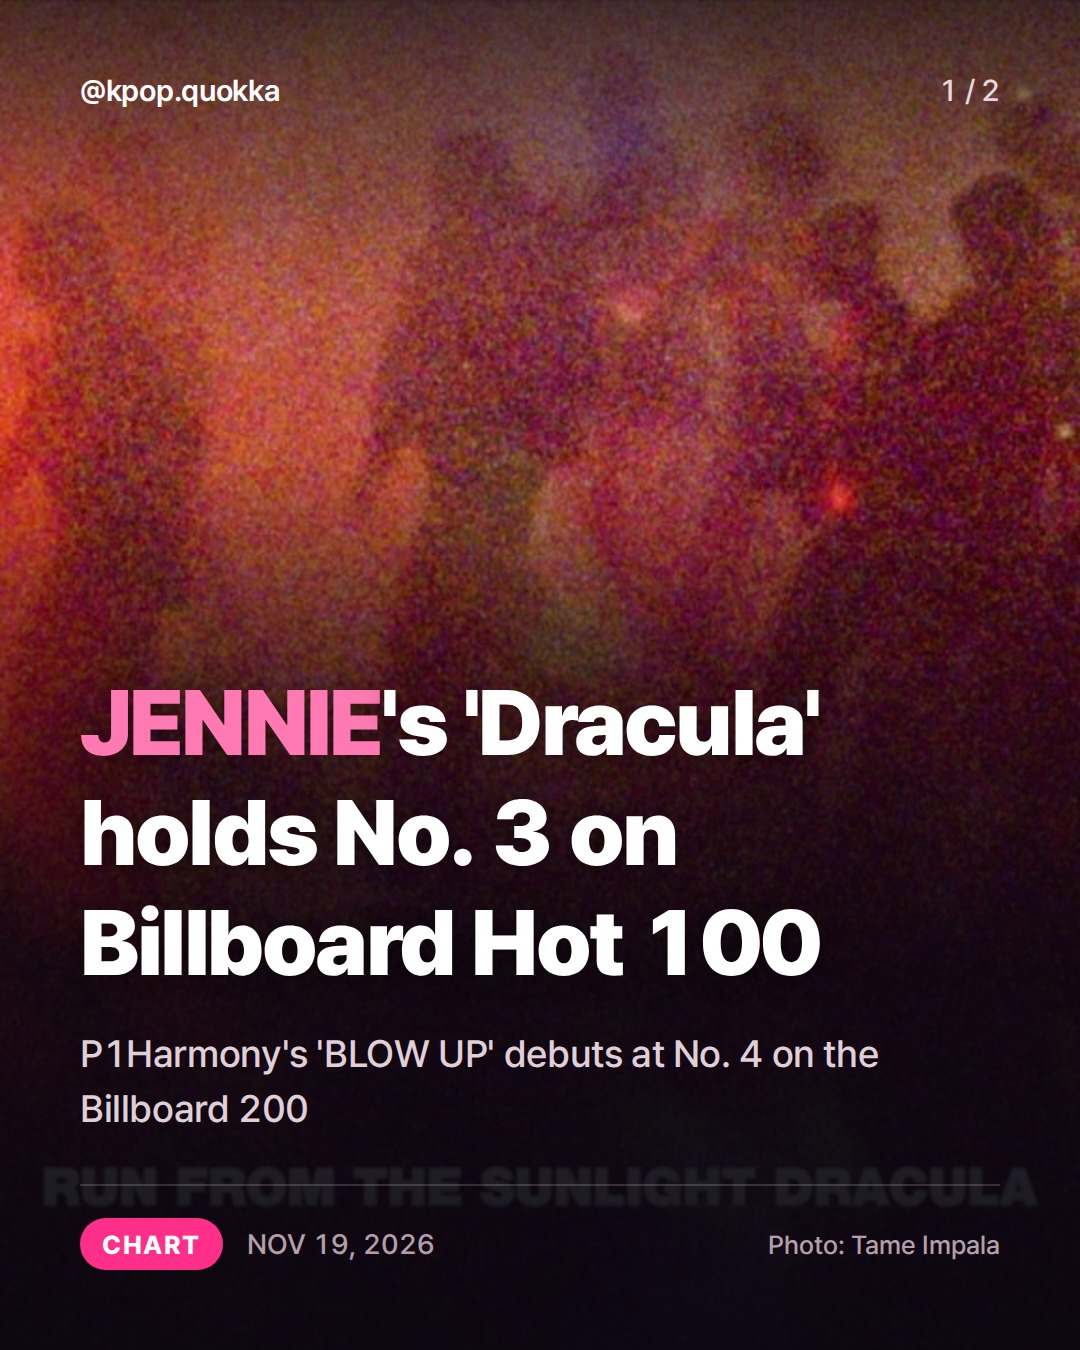 @kpop.quokka
1 / 2
JENNIE's 'Dracula'
holds No. 3 on
Billboard Hot 100
P1Harmony's 'BLOW UP' debuts at No. 4 on the
Billboard 200
RUN FROM THE SUNLIGHT DRACULA
CHART
NOV 19, 2026
Photo: Tame Impala